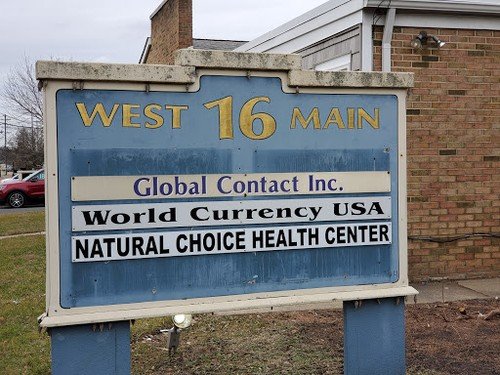 WEST 16 MAIN
Global Contact Inc.
World Currency USA
NATURAL CHOICE HEALTH CENTER